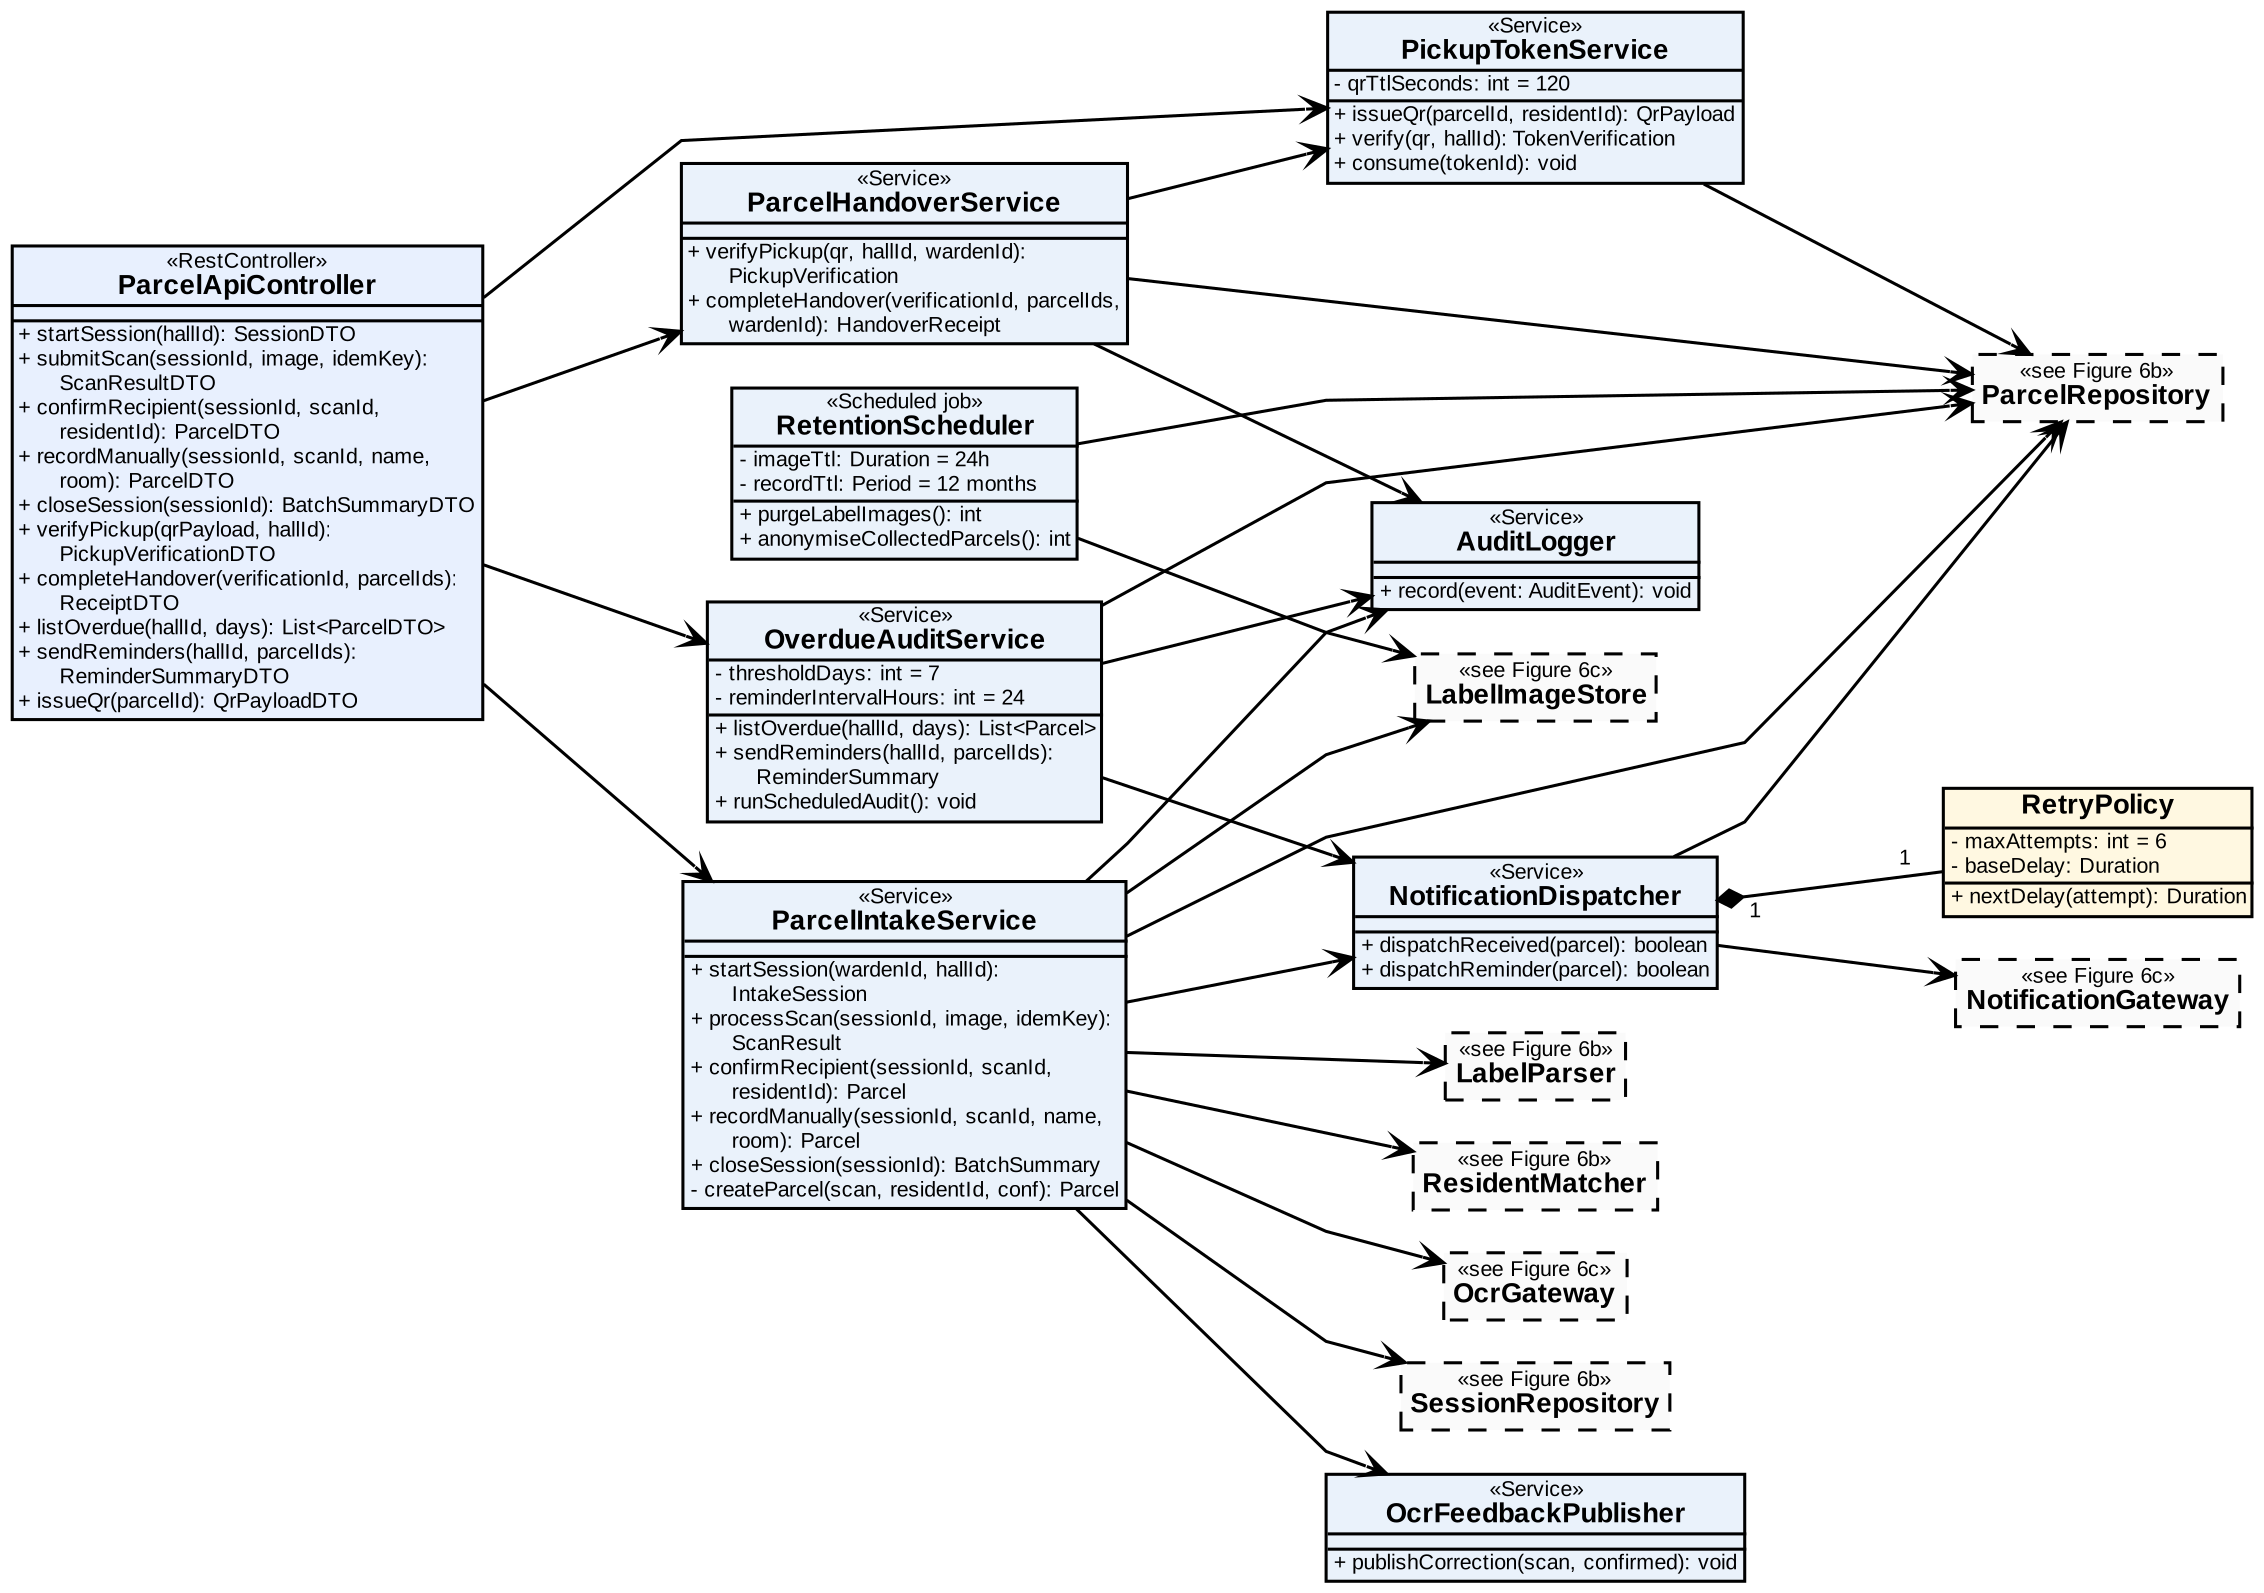 «Service»
PickupTokenService
- qrTtlSeconds: int = 120
+ issueQr(parcelId, residentId): QrPayload
+ verify(qr, hallId): TokenVerification
+ consume(tokenId): void
«Service»
ParcelHandoverService
+ verifyPickup(qr, hallId, wardenId):
PickupVerification
+ completeHandover(verificationId, parcelIds,
wardenId): HandoverReceipt
«RestController»
ParcelApiController
+ startSession(hallId): SessionDTO
+ submitScan(sessionId, image, idemKey):
ScanResultDTO
+ confirmRecipient(sessionId, scanId,
residentId): ParcelDTO
+ recordManually(sessionId, scanId, name,
room): ParcelDTO
+ closeSession(sessionId): BatchSummaryDTO
+ verifyPickup(qrPayload, hallId):
PickupVerificationDTO
+ completeHandover(verificationId, parcelIds):
ReceiptDTO
+ listOverdue(hallId, days): List<ParcelDTO>
+ sendReminders(hallId, parcelIds):
ReminderSummaryDTO
+ issueQr(parcelId): QrPayloadDTO
«see Figure 6b»
ParcelRepository
«Scheduled job»
RetentionScheduler
- imageTtl: Duration = 24h
- recordTtl: Period = 12 months
+ purgeLabelImages(): int
+ anonymiseCollectedParcels(): int
«Service»
AuditLogger
+ record(event: AuditEvent): void
«Service»
OverdueAuditService
- thresholdDays: int = 7
- reminderIntervalHours: int = 24
+ listOverdue(hallId, days): List<Parcel>
+ sendReminders(hallId, parcelIds):
ReminderSummary
+ runScheduledAudit(): void
«see Figure 6c»
LabelImageStore
RetryPolicy
- maxAttempts: int = 6
- baseDelay: Duration
+ nextDelay(attempt): Duration
1
1
«Service»
NotificationDispatcher
+ dispatchReceived(parcel): boolean
+ dispatchReminder(parcel): boolean
«Service»
ParcelIntakeService
+ startSession(wardenId, hallId):
IntakeSession
+ processScan(sessionId, image, idemKey):
ScanResult
+ confirmRecipient(sessionId, scanId,
residentId): Parcel
+ recordManually(sessionId, scanId, name,
room): Parcel
+ closeSession(sessionId): BatchSummary
- createParcel(scan, residentId, conf): Parcel
«see Figure 6c»
NotificationGateway
«see Figure 6b»
LabelParser
«see Figure 6b»
ResidentMatcher
«see Figure 6c»
OcrGateway
«see Figure 6b»
SessionRepository
«Service»
OcrFeedbackPublisher
+ publishCorrection(scan, confirmed): void